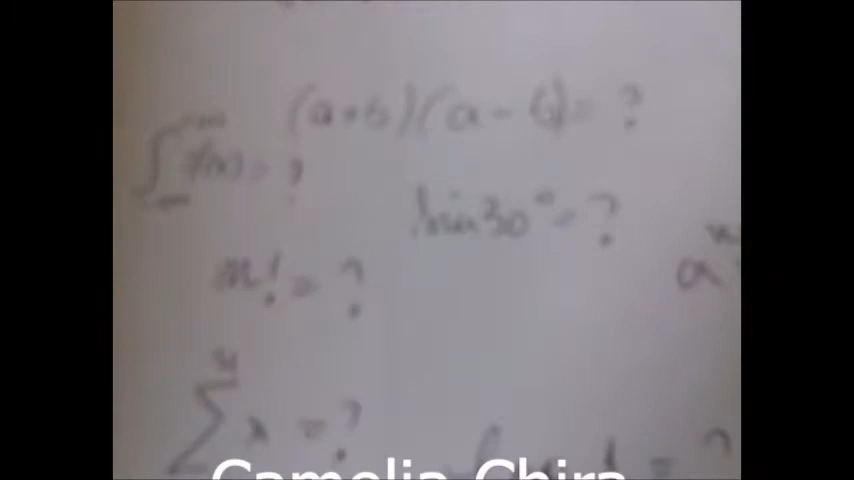 (a+b)(a-b)=?
∫ f(x)=?
sin30°=?
a^n
n!=?
∑ x =?
=?
Camelia Chira